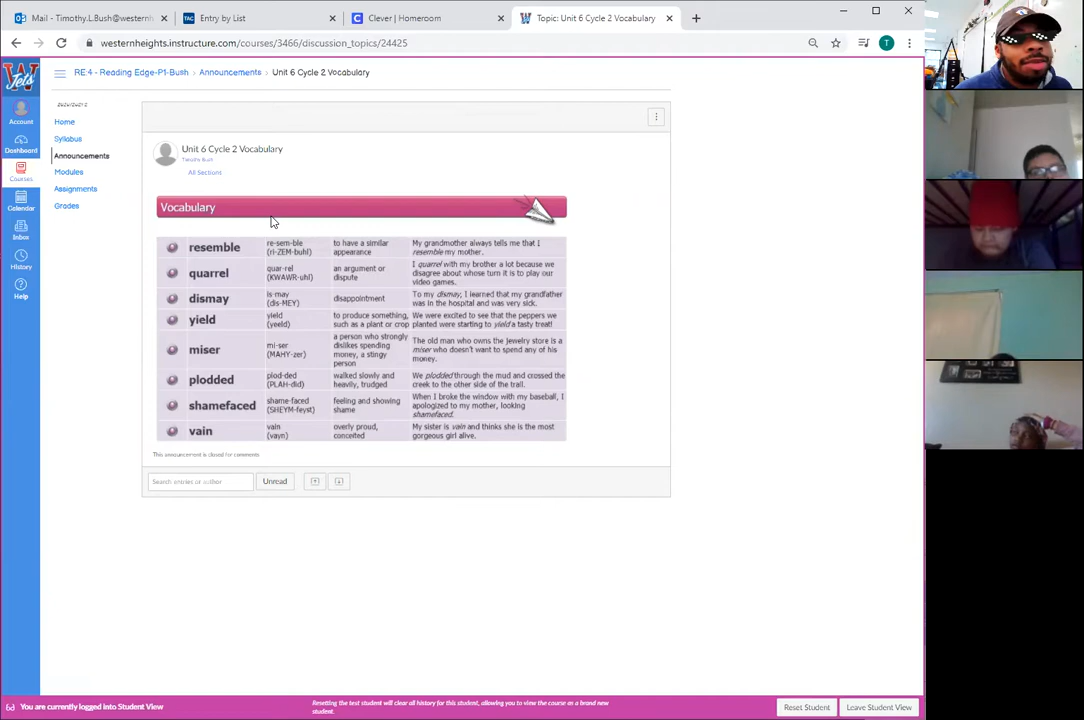 Mail - Timothy.L.Bush@westernh
Entry by List
Clever | Homeroom
Topic: Unit 6 Cycle 2 Vocabulary
westernheights.instructure.com/courses/3466/discussion_topics/24425
T
RE:4 - Reading Edge-P1-Bush > Announcements > Unit 6 Cycle 2 Vocabulary
Jets
Account
Dashboard
Courses
Calendar
Inbox
History
Help
Home
Syllabus
Announcements
Modules
Assignments
Grades
Unit 6 Cycle 2 Vocabulary
Timothy Bush
All Sections
Vocabulary
resemble re-sem-ble to have a similar My grandmother always tells me that I
(ri-ZEM-buhl) appearance resemble my mother.
quarrel quar-rel an argument or I quarrel with my brother a lot because we
(KWAWR-uhl) dispute disagree about whose turn it is to play our
video games.
dismay is-may disappointment To my dismay, I learned that my grandfather
(dis-MEY) was in the hospital and was very sick.
yield yield to produce something, We were excited to see that the peppers we
(yeeld) such as a plant or crop planted were starting to yield a tasty treat!
miser mi-ser a person who strongly The old man who owns the jewelry store is a
(MAHY-zer) dislikes spending miser who doesn't want to spend any of his
money, a stingy money.
person
plodded plod-ded walked slowly and We plodded through the mud and crossed the
(PLAH-did) heavily, trudged creek to the other side of the trail.
shamefaced shame-faced feeling and showing When I broke the window with my baseball, I
(SHEYM-feyst) shame apologized to my mother, looking
shamefaced.
vain vain overly proud, My sister is vain and thinks she is the most
(vayn) conceited gorgeous girl alive.
This announcement is closed for comments
Search entries or author
Unread
You are currently logged into Student View
Resetting the test student will clear all history for this student, allowing you to view the course as a brand new
student.
Reset Student
Leave Student View